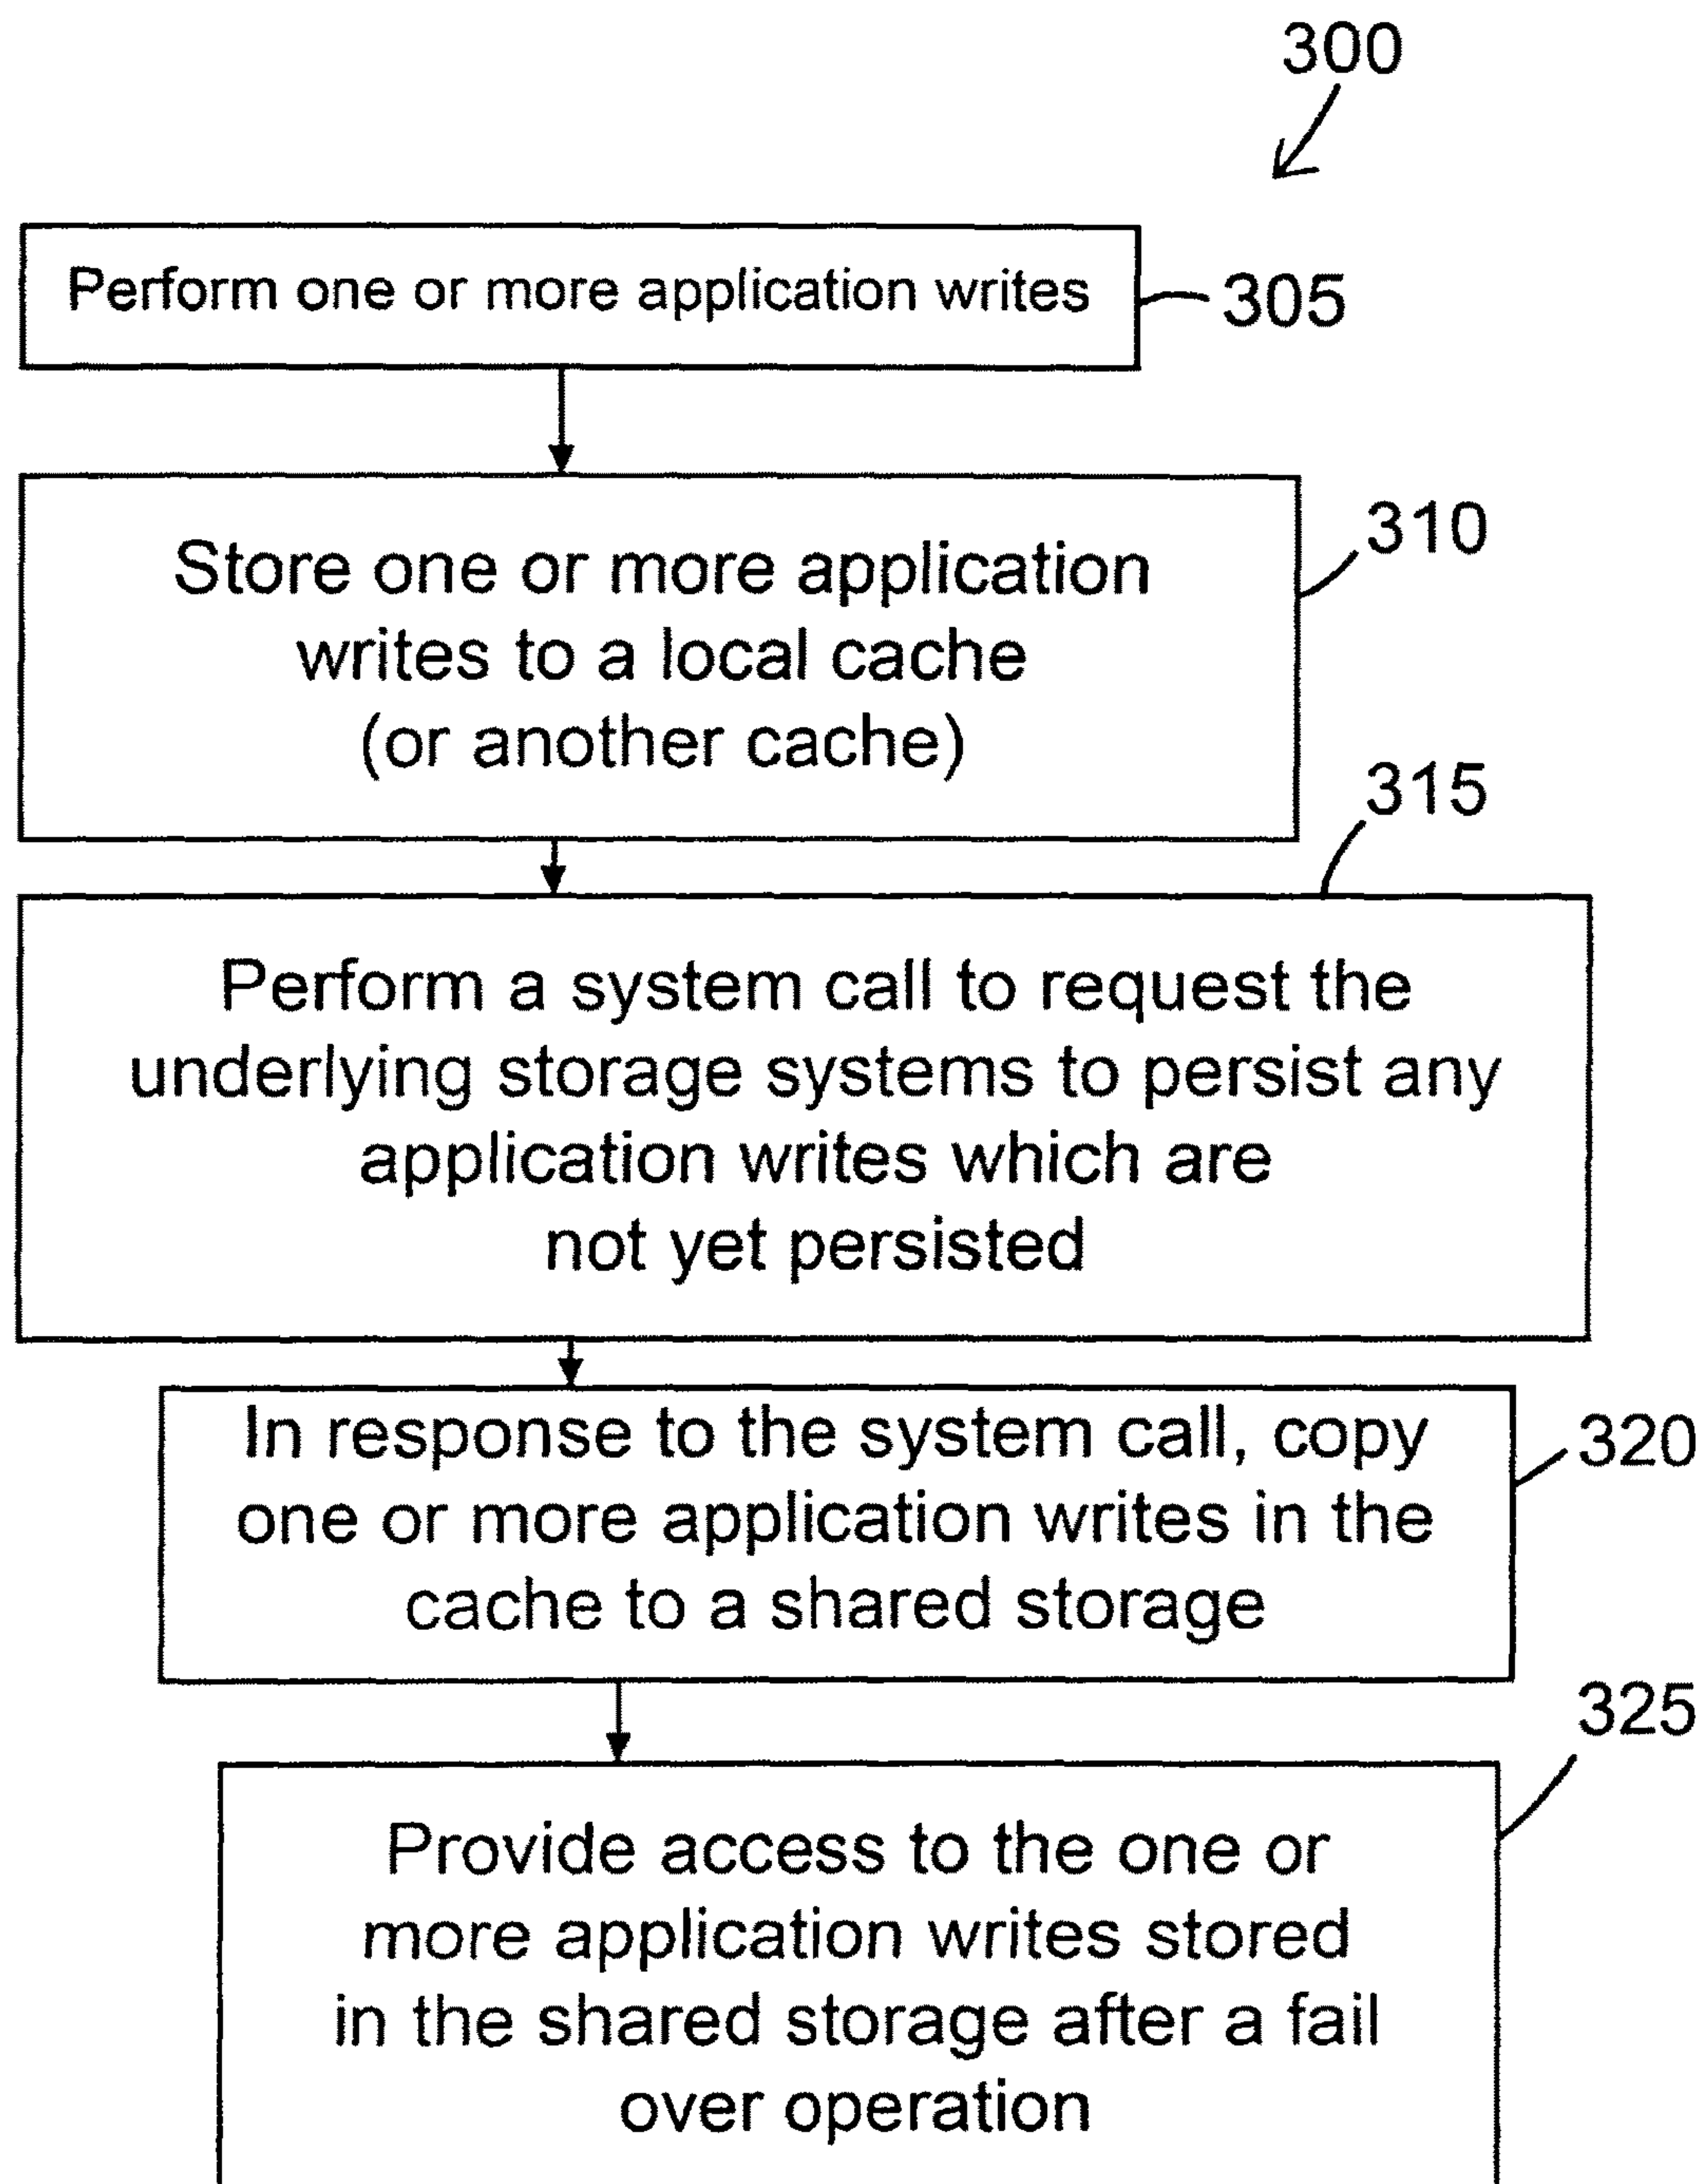 300
Perform one or more application writes
305
Store one or more application
writes to a local cache
(or another cache)
310
315
Perform a system call to request the
underlying storage systems to persist any
application writes which are
not yet persisted
In response to the system call, copy
one or more application writes in the
cache to a shared storage
320
325
Provide access to the one or
more application writes stored
in the shared storage after a fail
over operation